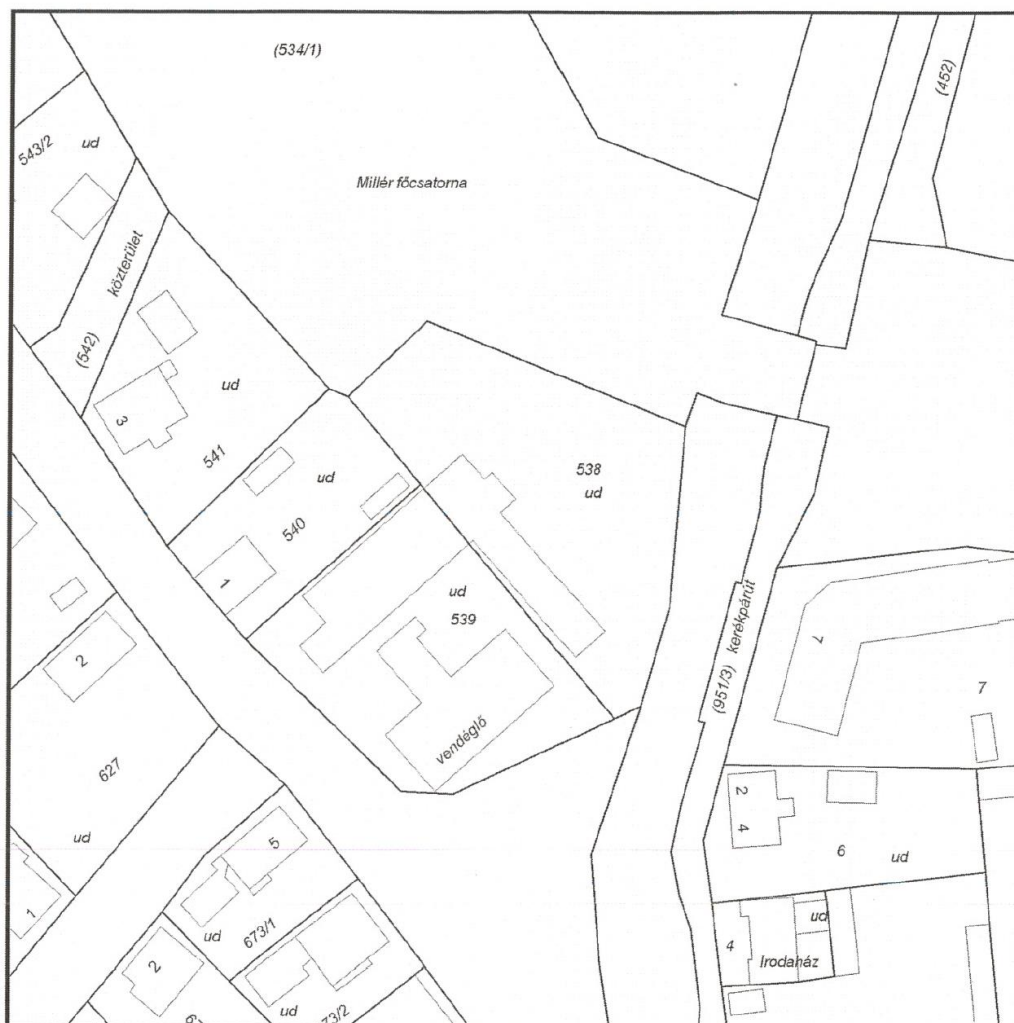 (534/1)
(452)
543/2
ud
Millér főcsatorna
közterület
(542)
ud
3
541
ud
538
ud
540
1
ud
539
2
(951/3) kerékpárút
7
7
vendéglő
627
ud
2
4
5
6
ud
1
673/1
ud
4
ud
Irodaház
2
ud